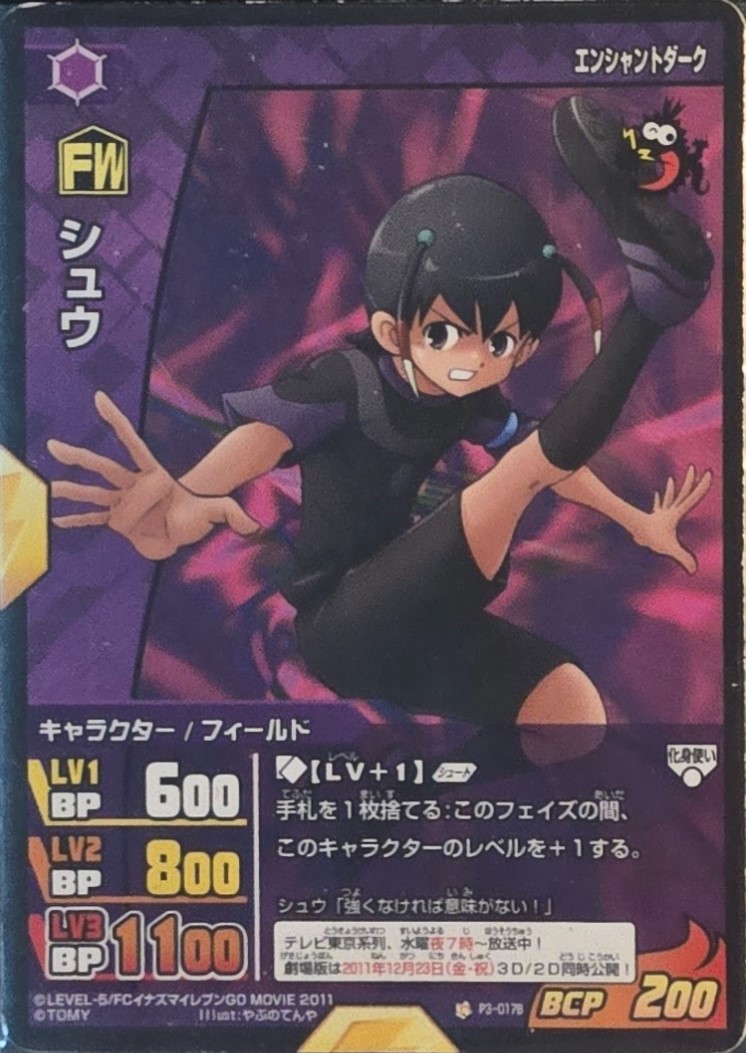 エンシャントダーク
FW
シュウ
キャラクター / フィールド
LV1
BP 600
LV2
BP 800
LV3
BP 1100
【LV+1】 シュート
手札を1枚捨てる:このフェイズの間、
このキャラクターのレベルを+1する。
シュウ「強くなければ意味がない!」
テレビ東京系列、水曜夜7時〜放送中!
劇場版は2011年12月23日(金・祝)3D/2D同時公開!
化身使い
©LEVEL-5/FCイナズマイレブンGO MOVIE 2011
©TOMY Illust:やぶのてんや
P3-017B
BCP 200